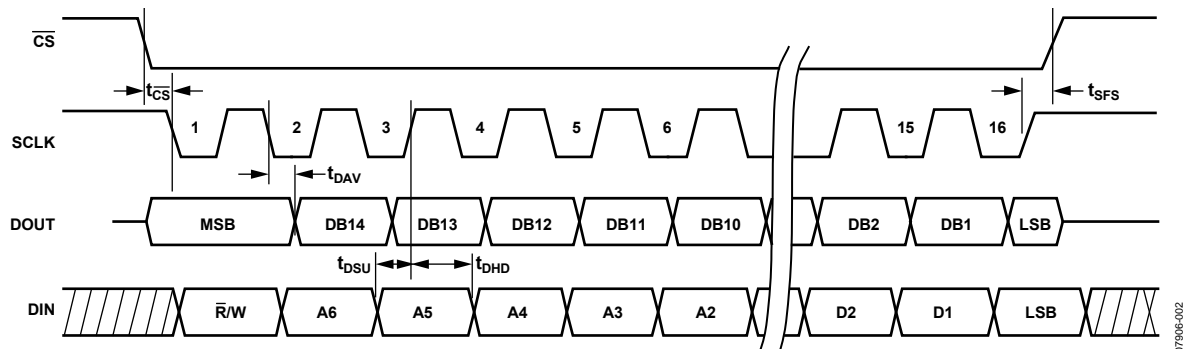 CS
tCS
tSFS
SCLK
1 2 3 4 5 6 15 16
tDAV
DOUT
MSB DB14 DB13 DB12 DB11 DB10 DB2 DB1 LSB
tDSU tDHD
DIN
R/W A6 A5 A4 A3 A2 D2 D1 LSB
07906-002